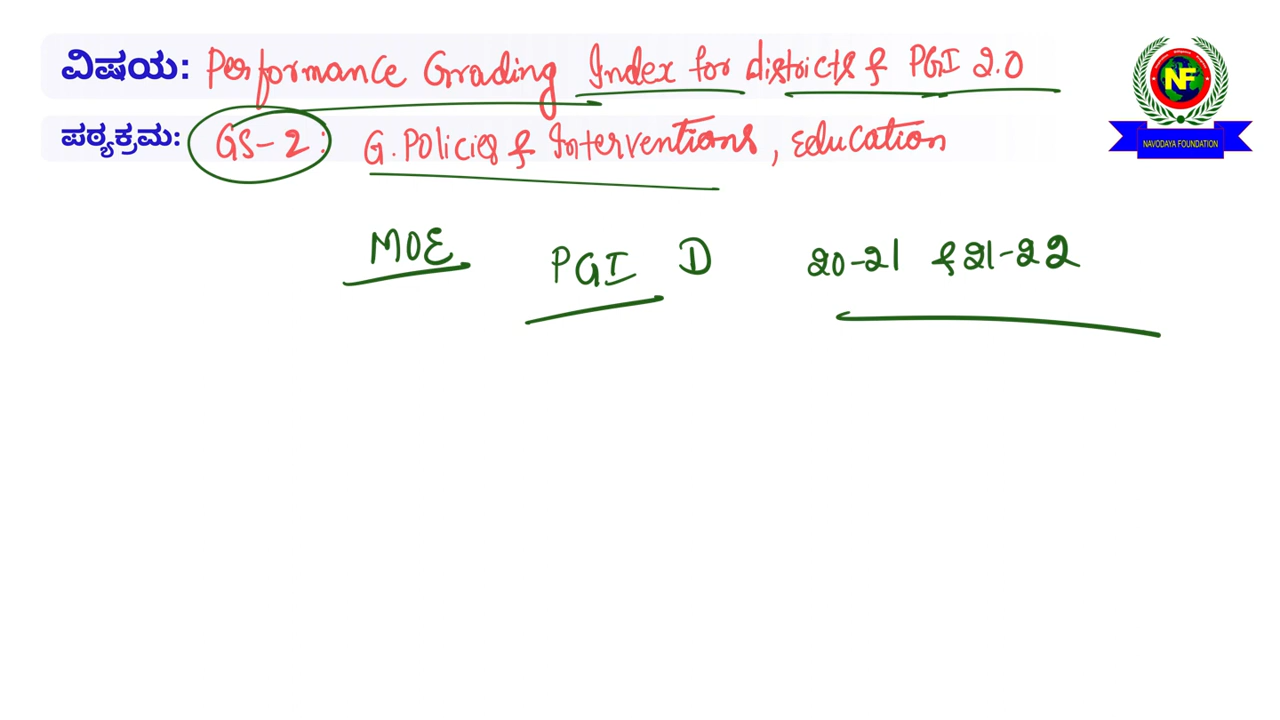 ವಿಷಯ: Performance Grading Index for districts & PGI 2.0
ಪಠ್ಯಕ್ರಮ: GS-2: G. Policies & Interventions, Education
MOE PGI D 20-21 & 21-22
NF
NAVODAYA FOUNDATION